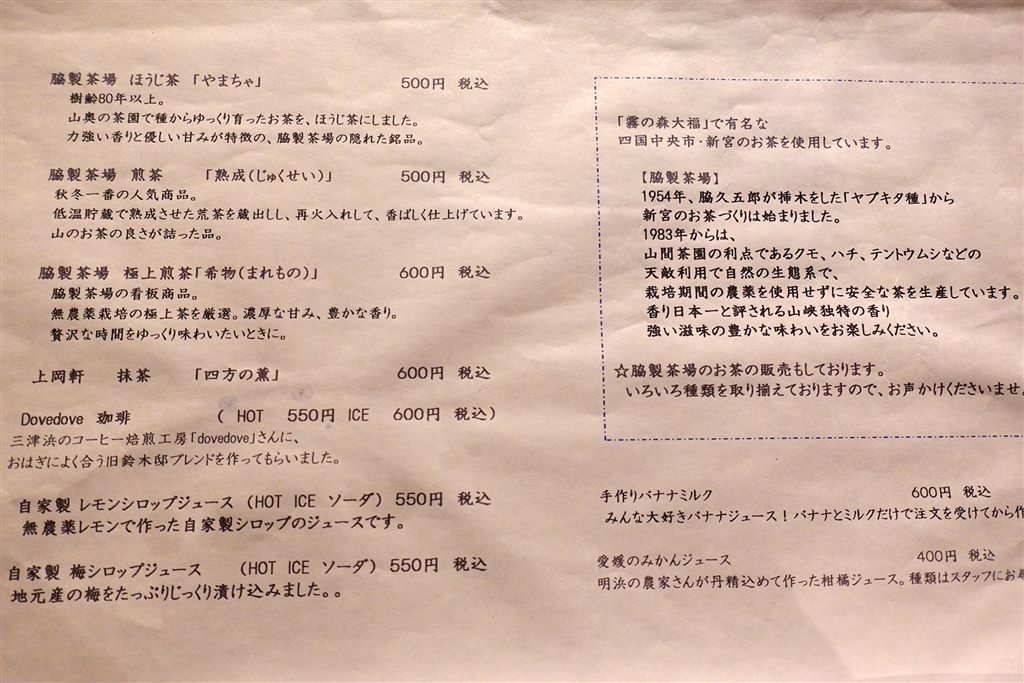 脇製茶場 ほうじ茶 「やまちゃ」 500円 税込
樹齢80年以上。
山奥の茶園で種からゆっくり育ったお茶を、ほうじ茶にしました。
力強い香りと優しい甘みが特徴の、脇製茶場の隠れた銘品。
脇製茶場 煎茶 「熟成(じゅくせい)」 500円 税込
秋冬一番の人気商品。
低温貯蔵で熟成させた荒茶を蔵出しし、再火入れして、香ばしく仕上げています。
山のお茶の良さが詰った品。
脇製茶場 極上煎茶「希物(まれもの)」 600円 税込
脇製茶場の看板商品。
無農薬栽培の極上茶を厳選。濃厚な甘み、豊かな香り。
贅沢な時間をゆっくり味わいたいときに。
上岡軒 抹茶 「四方の薫」 600円 税込
Dovedove 珈琲 ( HOT 550円 ICE 600円 税込)
三津浜のコーヒー焙煎工房「dovedove」さんに、
おはぎによく合う旧鈴木邸ブレンドを作ってもらいました。
自家製 レモンシロップジュース (HOT ICE ソーダ) 550円 税込
無農薬レモンで作った自家製シロップのジュースです。
自家製 梅シロップジュース (HOT ICE ソーダ) 550円 税込
地元産の梅をたっぷりじっくり漬け込みました。。
「霧の森大福」で有名な
四国中央市・新宮のお茶を使用しています。
【脇製茶場】
1954年、脇久五郎が挿木をした「ヤブキタ種」から
新宮のお茶づくりは始まりました。
1983年からは、
山間茶園の利点であるクモ、ハチ、テントウムシなどの
天敵利用で自然の生態系で、
栽培期間の農薬を使用せずに安全な茶を生産しています。
香り日本一と評される山峡独特の香り
強い滋味の豊かな味わいをお楽しみください。
☆脇製茶場のお茶の販売もしております。
いろいろ種類を取り揃えておりますので、お声かけくださいませ。
手作りバナナミルク 600円 税込
みんな大好きバナナジュース！バナナとミルクだけで注文を受けてから作
愛媛のみかんジュース 400円 税込
明浜の農家さんが丹精込めて作った柑橘ジュース。種類はスタッフにお尋